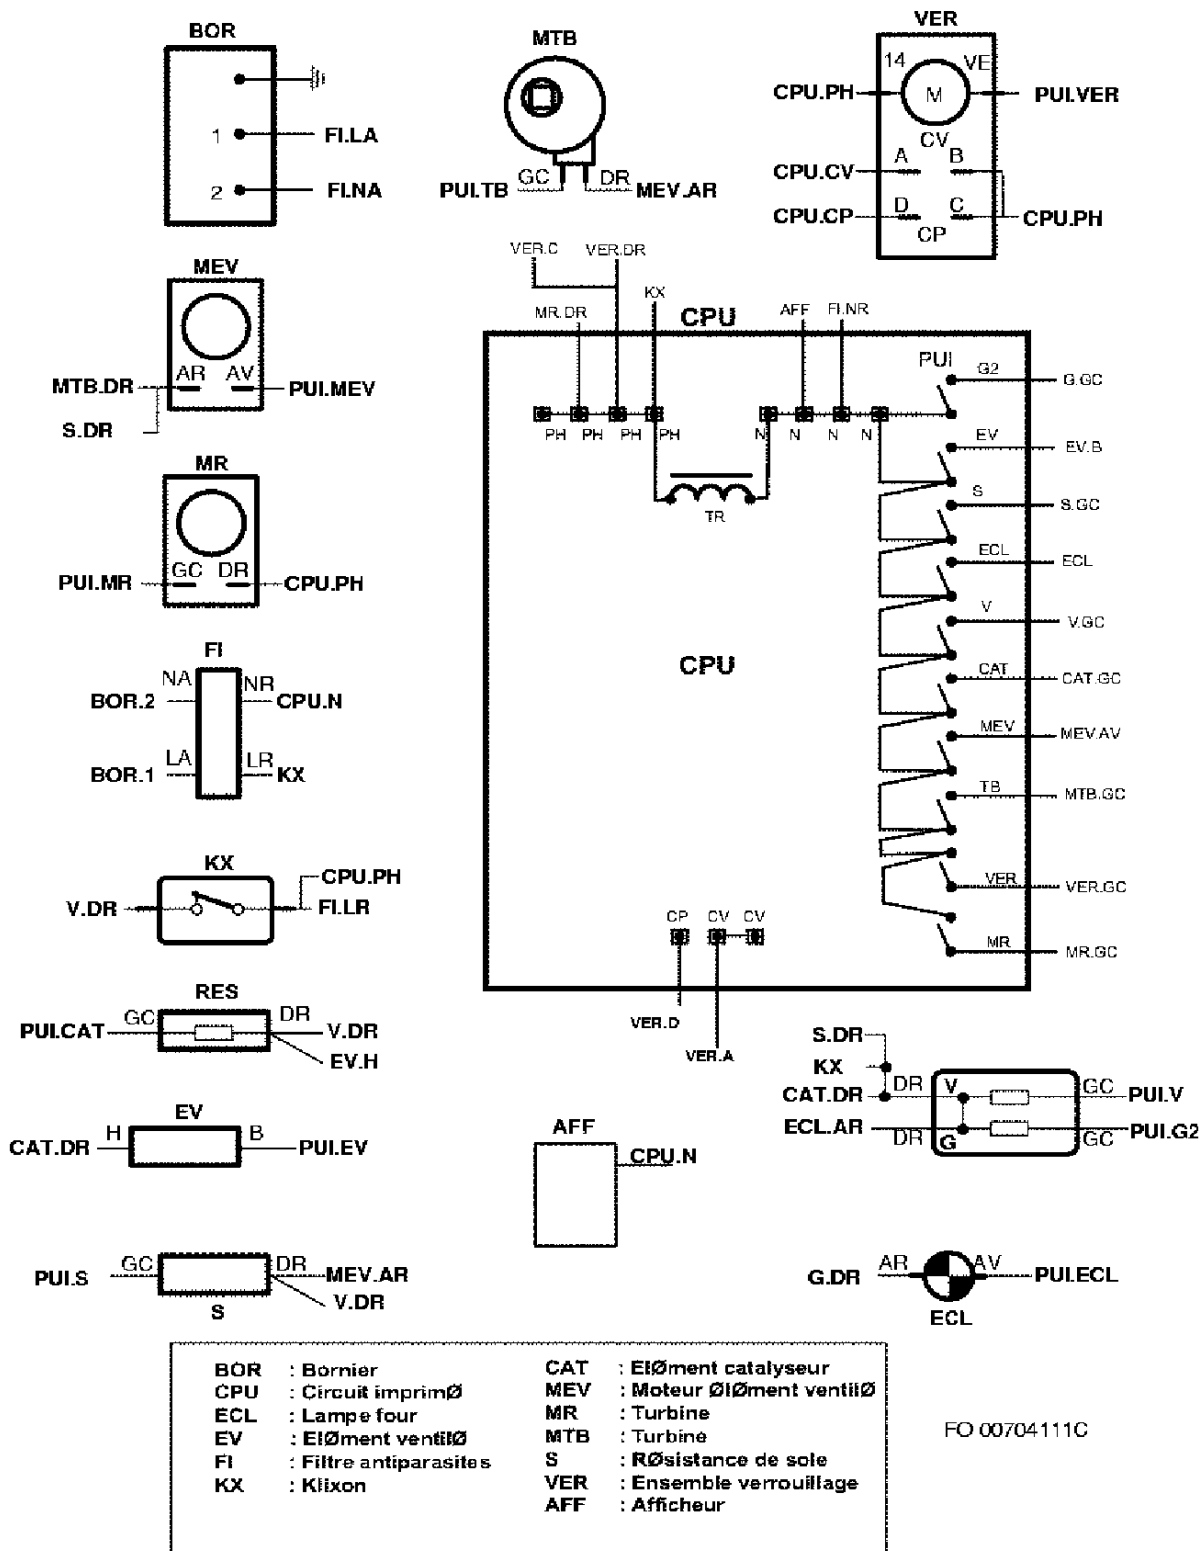 BOR
1
FI.LA
2
FI.NA
MTB
GC
DR
PUI.TB
MEV.AR
VER
14
VE
CPU.PH
M
PUI.VER
CV
A
B
CPU.CV
CPU.CP
D
C
CPU.PH
CP
MEV
AR
AV
MTB.DR
PUI.MEV
S.DR
MR
GC
DR
PUI.MR
CPU.PH
FI
NA
NR
BOR.2
CPU.N
LA
LR
BOR.1
KX
KX
CPU.PH
V.DR
FI.LR
RES
GC
DR
PUI.CAT
V.DR
EV.H
EV
H
B
CAT.DR
PUI.EV
GC
DR
PUI.S
MEV.AR
V.DR
S
VER.C
VER.DR
KX
MR.DR
CPU
AFF
FI.NR
PUI
G2
G.GC
PH
PH
PH
PH
N
N
N
N
TR
EV
EV.B
S
S.GC
ECL
ECL
V
V.GC
CPU
CAT
CAT.GC
MEV
MEV.AV
TB
MTB.GC
VER
VER.GC
MR
MR.GC
CP
CV
CV
VER.D
VER.A
AFF
CPU.N
S.DR
KX
CAT.DR
DR
V
GC
PUI.V
ECL.AR
DR
G
GC
PUI.G2
G.DR
AR
AV
PUI.ECL
ECL
BOR : Bornier
CPU : Circuit imprimØ
ECL : Lampe four
EV : ElØment ventilØ
FI : Filtre antiparasites
KX : Klixon
CAT : ElØment catalyseur
MEV : Moteur ØlØment ventilØ
MR : Turbine
MTB : Turbine
S : RØsistance de sole
VER : Ensemble verrouillage
AFF : Afficheur
FO 00704111C